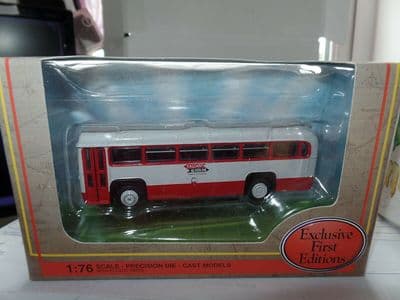 Exclusive
First
Editions
1:76 SCALE - PRECISION DIE - CAST MODELS